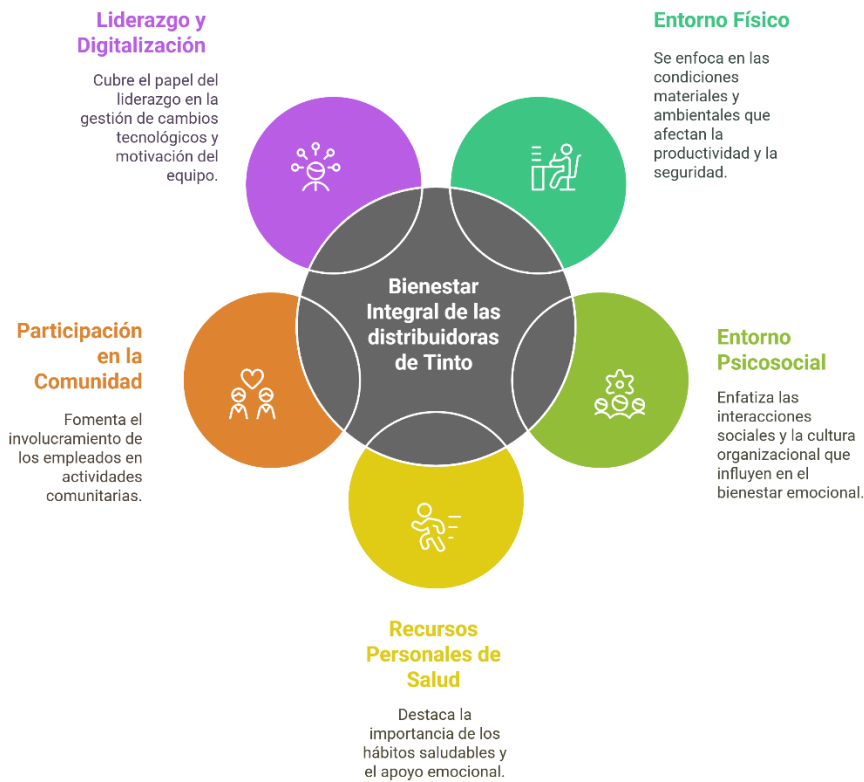 Liderazgo y
Digitalización
Cubre el papel del
liderazgo en la
gestión de cambios
tecnológicos y
motivación del
equipo.
Entorno Físico
Se enfoca en las
condiciones
materiales y
ambientales que
afectan la
productividad y la
seguridad.
Bienestar
Integral de las
distribuidoras
de Tinto
Participación
en la
Comunidad
Fomenta el
involucramiento de
los empleados en
actividades
comunitarias.
Entorno
Psicosocial
Enfatiza las
interacciones
sociales y la cultura
organizacional que
influyen en el
bienestar emocional.
Recursos
Personales de
Salud
Destaca la
importancia de los
hábitos saludables y
el apoyo emocional.